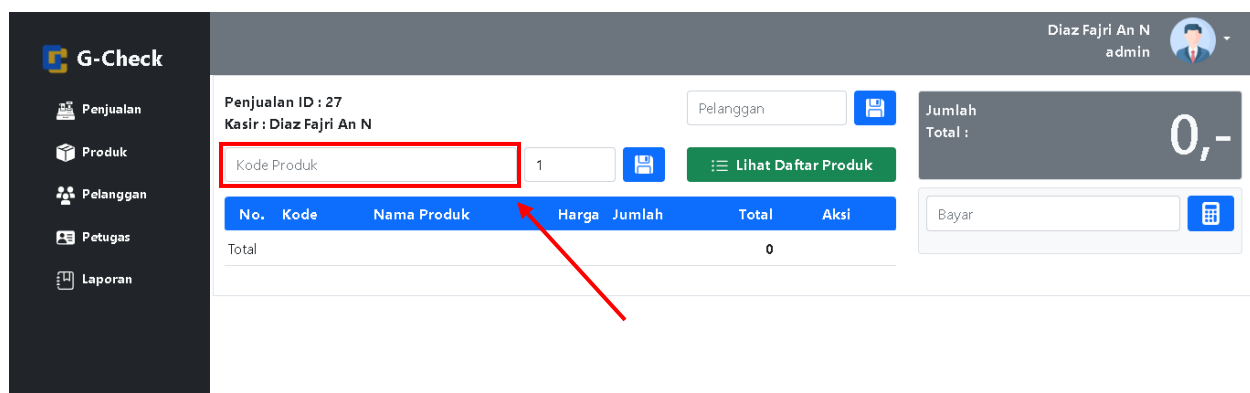 G-Check
Diaz Fajri An N
admin
Penjualan
Produk
Pelanggan
Petugas
Laporan
Penjualan ID : 27
Kasir : Diaz Fajri An N
Pelanggan
Kode Produk
1
Lihat Daftar Produk
No. Kode Nama Produk Harga Jumlah Total Aksi
Total 0
Jumlah
Total :
0,-
Bayar